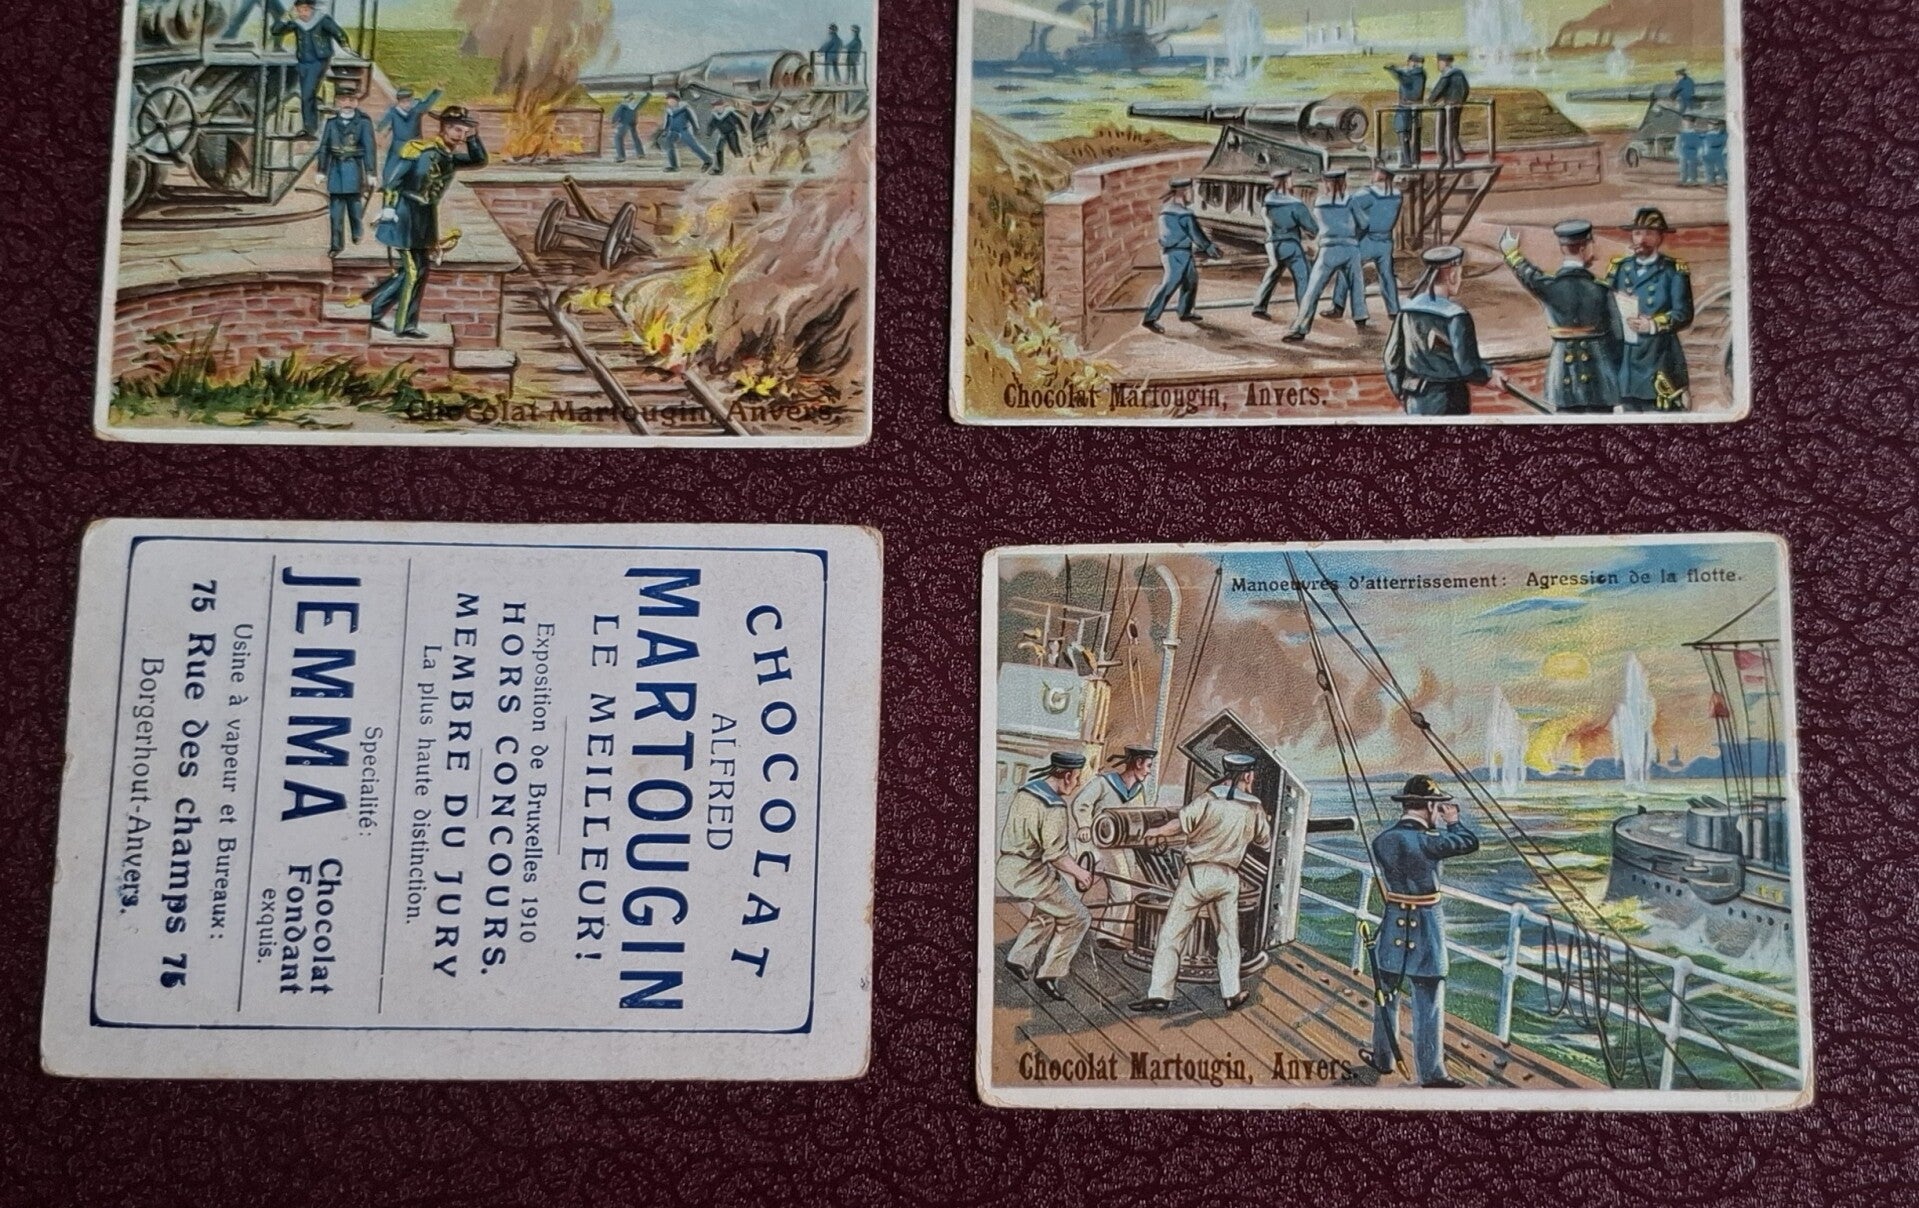 Chocolat Martougin, Anvers.
Chocolat Martougin, Anvers.
CHOCOLAT
ALFRED
MARTOUGIN
LE MEILLEUR!
Exposition de Bruxelles 1910
HORS CONCOURS.
MEMBRE DU JURY
La plus haute distinction.
Specialité:
JEMMA Chocolat
Fondant
exquis.
Usine à vapeur et Bureaux:
75 Rue des champs 75
Borgerhout-Anvers.
Manoeuvres d'atterrissement: Agression de la flotte.
Chocolat Martougin, Anvers.